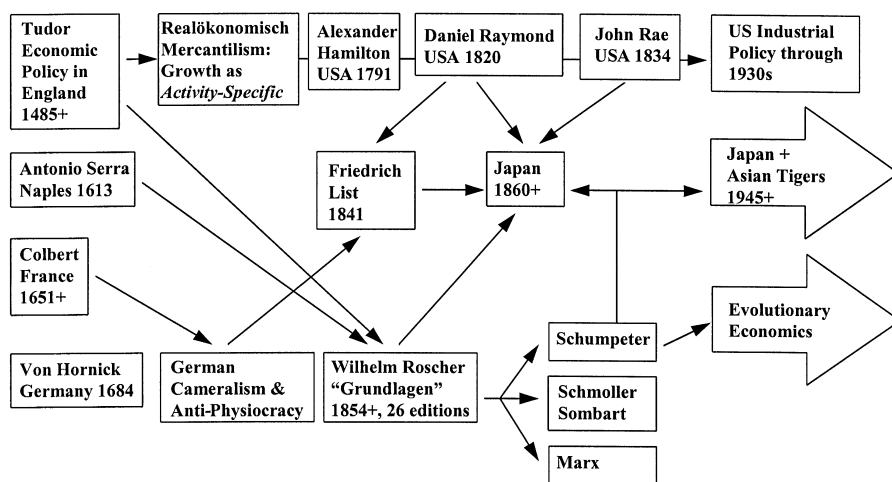 Tudor
Economic
Policy in
England
1485+
Realökonomisch
Mercantilism:
Growth as
Activity-Specific
Alexander
Hamilton
USA 1791
Daniel Raymond
USA 1820
John Rae
USA 1834
US Industrial
Policy through
1930s
Antonio Serra
Naples 1613
Friedrich
List
1841
Japan
1860+
Japan +
Asian Tigers
1945+
Colbert
France
1651+
Von Hornick
Germany 1684
German
Cameralism &
Anti-Physiocracy
Wilhelm Roscher
“Grundlagen”
1854+, 26 editions
Schumpeter
Schmoller
Sombart
Marx
Evolutionary
Economics